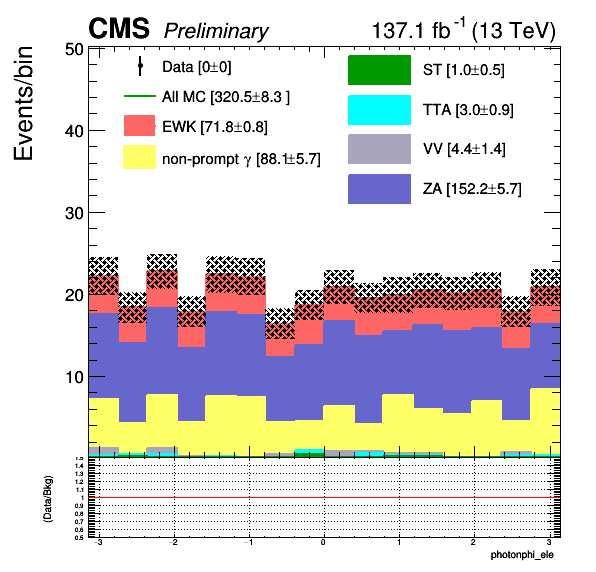 CMS Preliminary 137.1 fb⁻¹ (13 TeV)
Events/bin
50
40
30
20
10
Data [0±0]
All MC [320.5±8.3 ]
EWK [71.8±0.8]
non-prompt γ [88.1±5.7]
ST [1.0±0.5]
TTA [3.0±0.9]
VV [4.4±1.4]
ZA [152.2±5.7]
(Data/Bkg)
1.5
1.4
1.3
1.2
1.1
1
0.9
0.8
0.7
0.6
0.5
−3 −2 −1 0 1 2 3
photonphi_ele